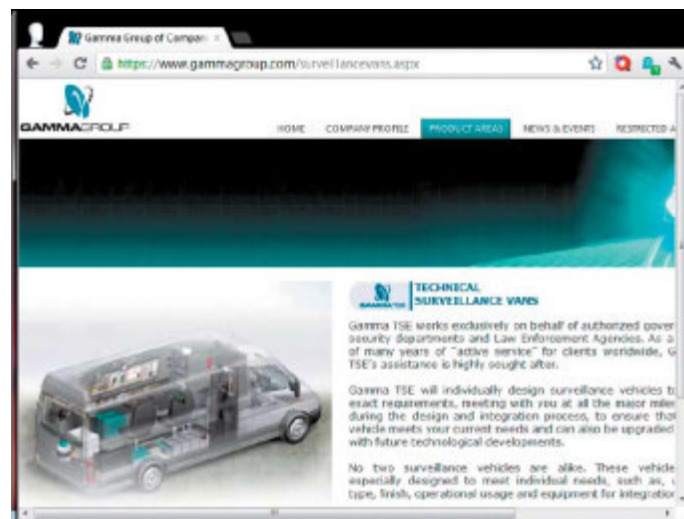 Gamma Group of Compan
https://www.gammagroup.com/surveillancevans.aspx
GAMMAGROUP
HOME COMPANY PROFILE PRODUCT AREAS NEWS & EVENTS RESTRICTED A
GAMMATSE
TECHNICAL
SURVEILLANCE VANS
Gamma TSE works exclusively on behalf of authorized gover
security departments and Law Enforcement Agencies. As a
of many years of "active service" for clients worldwide, G
TSE's assistance is highly sought after.
Gamma TSE will individually design surveillance vehicles to
exact requirements, meeting with you at all the major miles
during the design and integration process, to ensure that
vehicle meets your current needs and can also be upgraded
with future technological developments.
No two surveillance vehicles are alike. These vehicle
especially designed to meet individual needs, such as,
type, finish, operational usage and equipment for integration